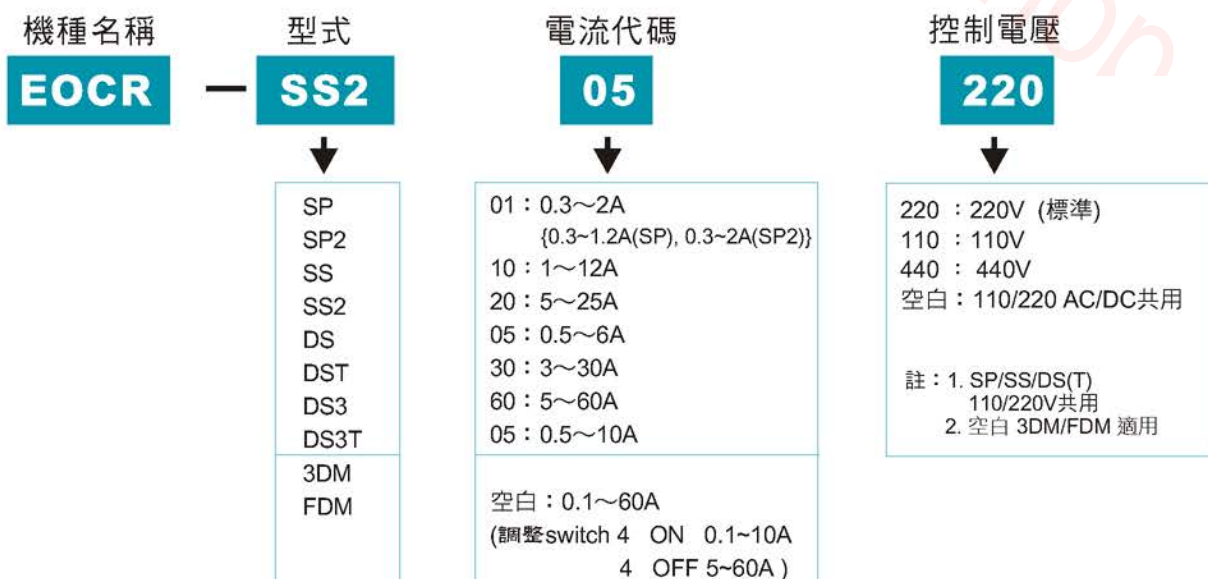 機種名稱 型式 電流代碼 控制電壓
EOCR — SS2 05 220
SP
SP2
SS
SS2
DS
DST
DS3
DS3T
3DM
FDM
01：0.3～2A
{0.3~1.2A(SP), 0.3~2A(SP2)}
10：1～12A
20：5～25A
05：0.5～6A
30：3～30A
60：5～60A
05：0.5～10A
空白：0.1～60A
(調整switch 4 ON 0.1~10A
4 OFF 5~60A )
220 ：220V (標準)
110 ：110V
440 ： 440V
空白：110/220 AC/DC共用
註：1. SP/SS/DS(T)
110/220V共用
2. 空白 3DM/FDM 適用